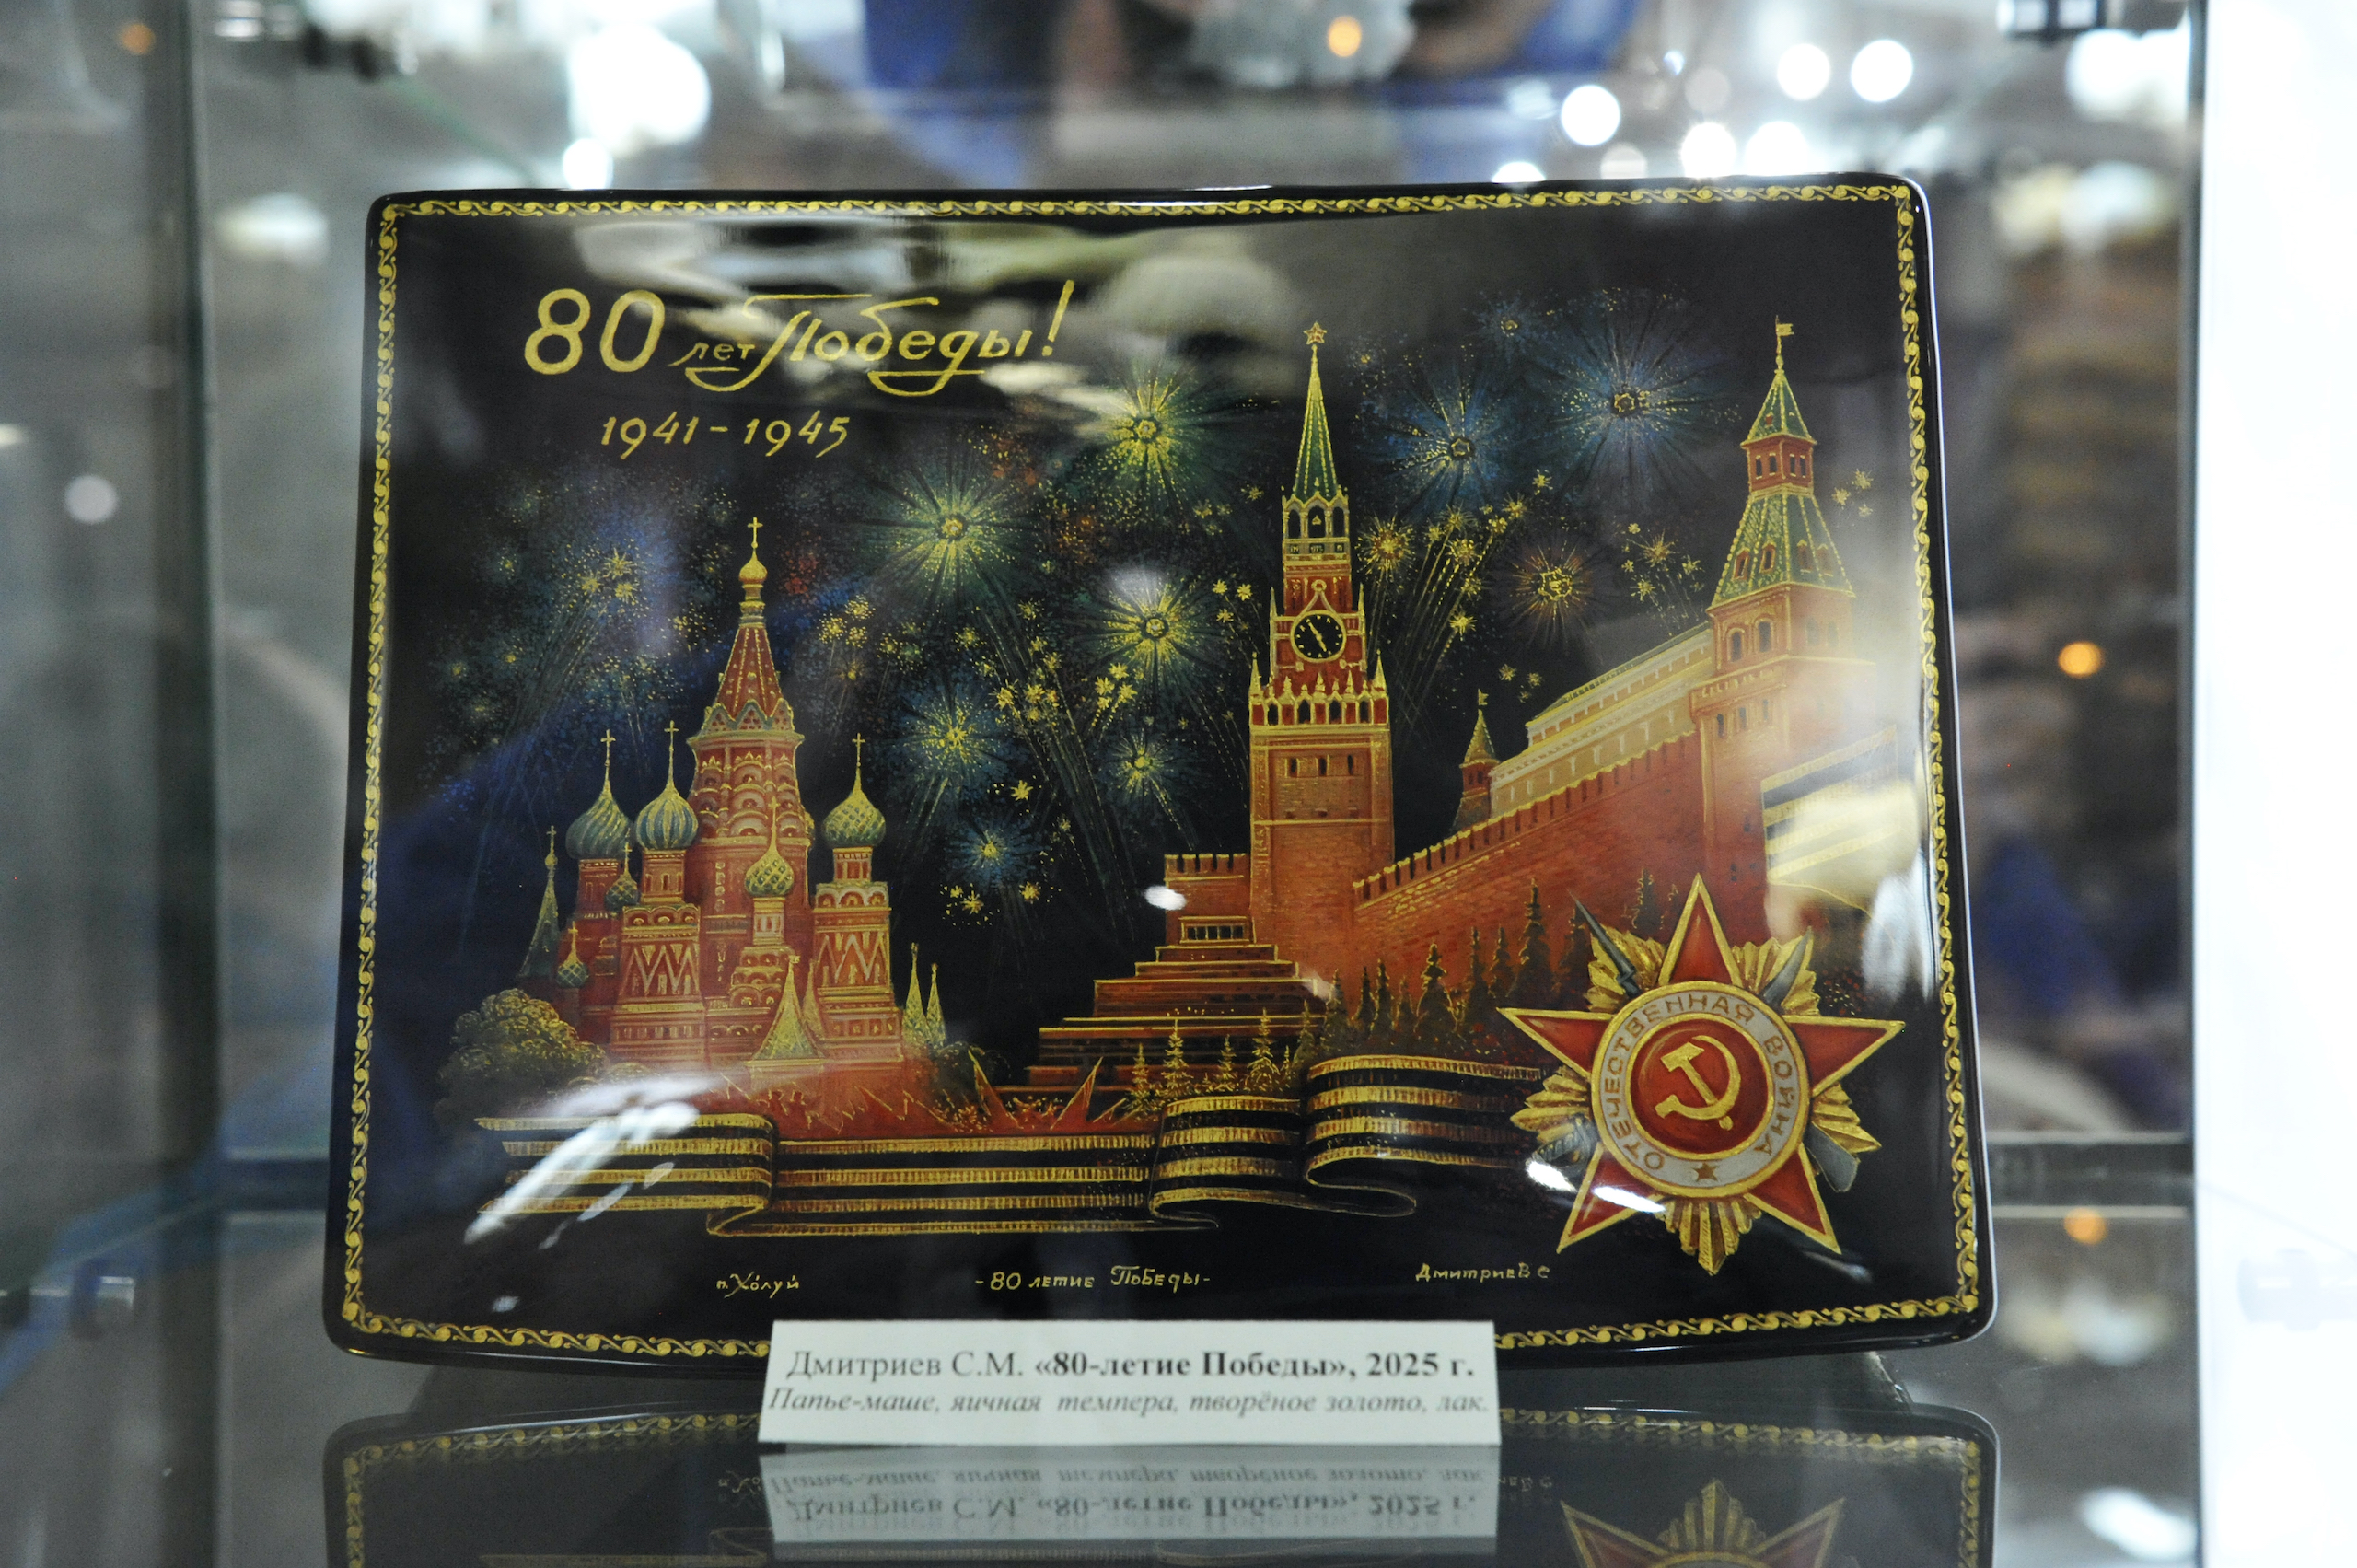 80 лет Победы!
1941-1945
ОТЕЧЕСТВЕННАЯ ВОЙНА
п. Холуй
-80 летие Победы-
Дмитриев С
Дмитриев С.М. «80-летие Победы», 2025 г.
Папье-маше, яичная темпера, творёное золото, лак.